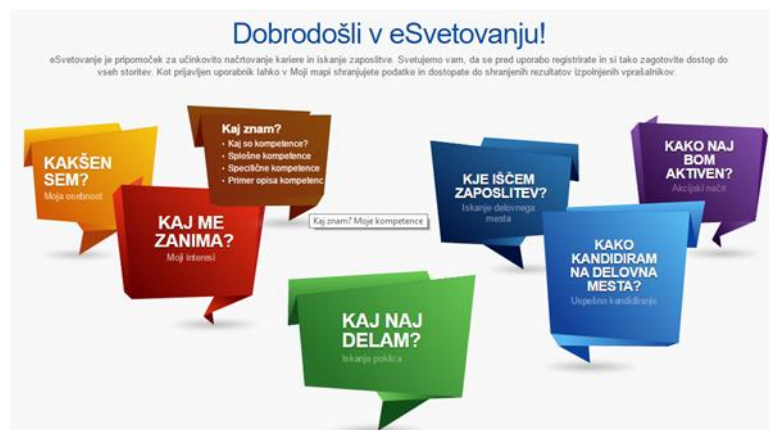 Dobrodošli v eSvetovanju!
eSvetovanje je pripomoček za učinkovito načrtovanje kariere in iskanje zaposlitve. Svetujemo vam, da se pred uporabo registrirate in si tako zagotovite dostop do
vseh storitev. Kot prijavljen uporabnik lahko v Moji mapi shranjujete podatke in dostopate do shranjenih rezultatov izpolnjenih vprašalnikov.
KAKŠEN
SEM?
Moja osebnost
Kaj znam?
• Kaj so kompetence?
• Splošne kompetence
• Specifične kompetence
• Primer opisa kompetenc
KAJ ME
ZANIMA?
Moji interesi
Kaj znam? Moje kompetence
KAJ NAJ
DELAM?
Iskanje poklica
KJE IŠČEM
ZAPOSLITEV?
Iskanje delovnega
mesta
KAKO
KANDIDIRAM
NA DELOVNA
MESTA?
Uspešno kandidiranje
KAKO NAJ
BOM
AKTIVEN?
Akcijski načrt